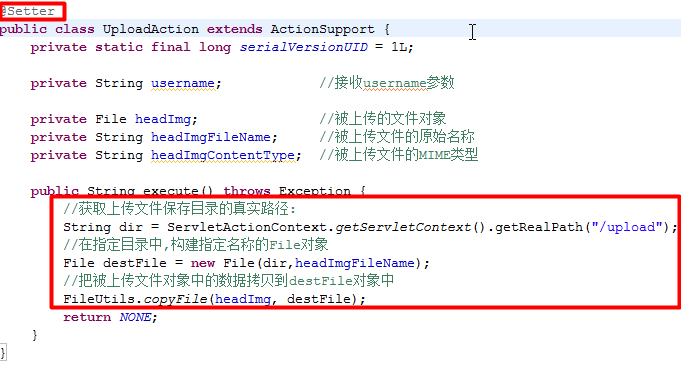 @Setter
public class UploadAction extends ActionSupport {
private static final long serialVersionUID = 1L;
private String username; //接收username参数
private File headImg; //被上传的文件对象
private String headImgFileName; //被上传文件的原始名称
private String headImgContentType; //被上传文件的MIME类型
public String execute() throws Exception {
//获取上传文件保存目录的真实路径:
String dir = ServletActionContext.getServletContext().getRealPath("/upload");
//在指定目录中,构建指定名称的File对象
File destFile = new File(dir,headImgFileName);
//把被上传文件对象中的数据拷贝到destFile对象中
FileUtils.copyFile(headImg, destFile);
return NONE;
}
}